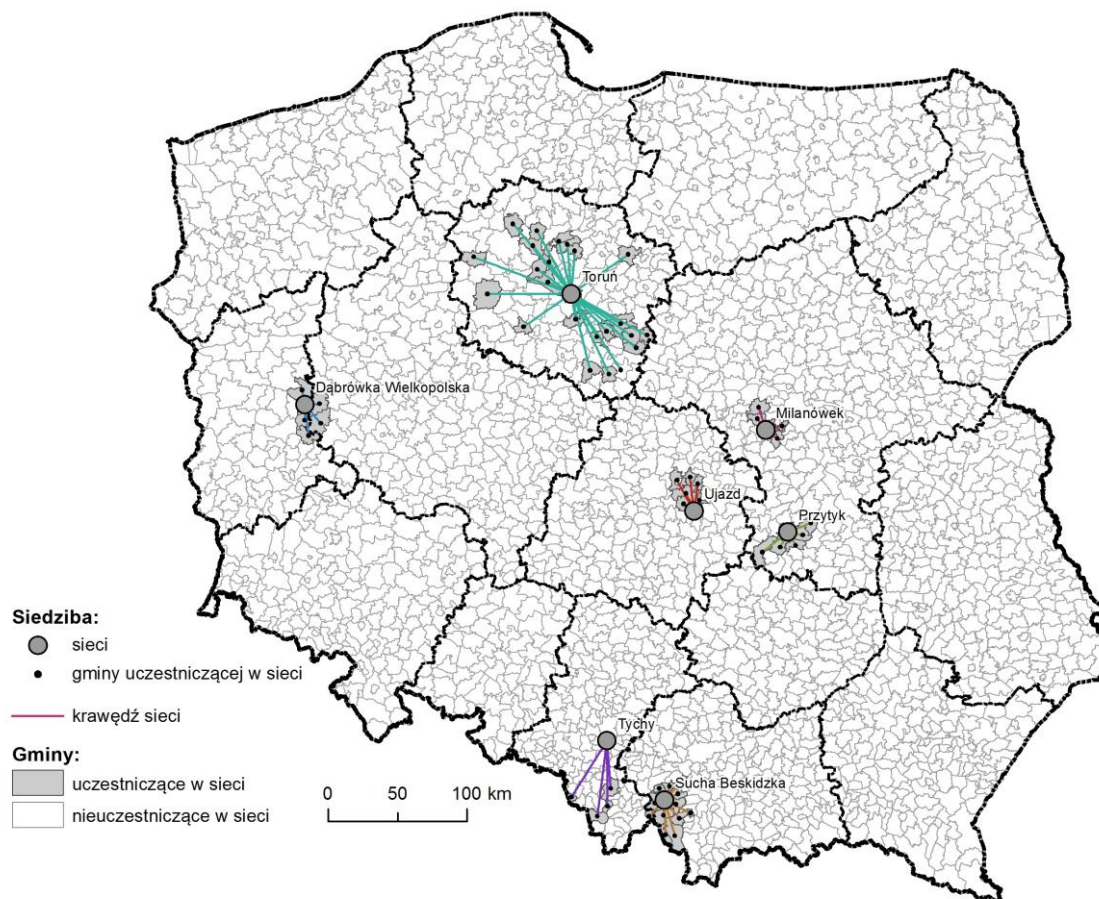 Toruń
Dąbrówka Wielkopolska
Milanówek
Ujazd
Przytyk
Siedziba:
sieci
gminy uczestniczącej w sieci
krawędź sieci
Tychy
Gminy:
uczestniczące w sieci
Sucha Beskidzka
0 50 100 km
nieuczestniczące w sieci